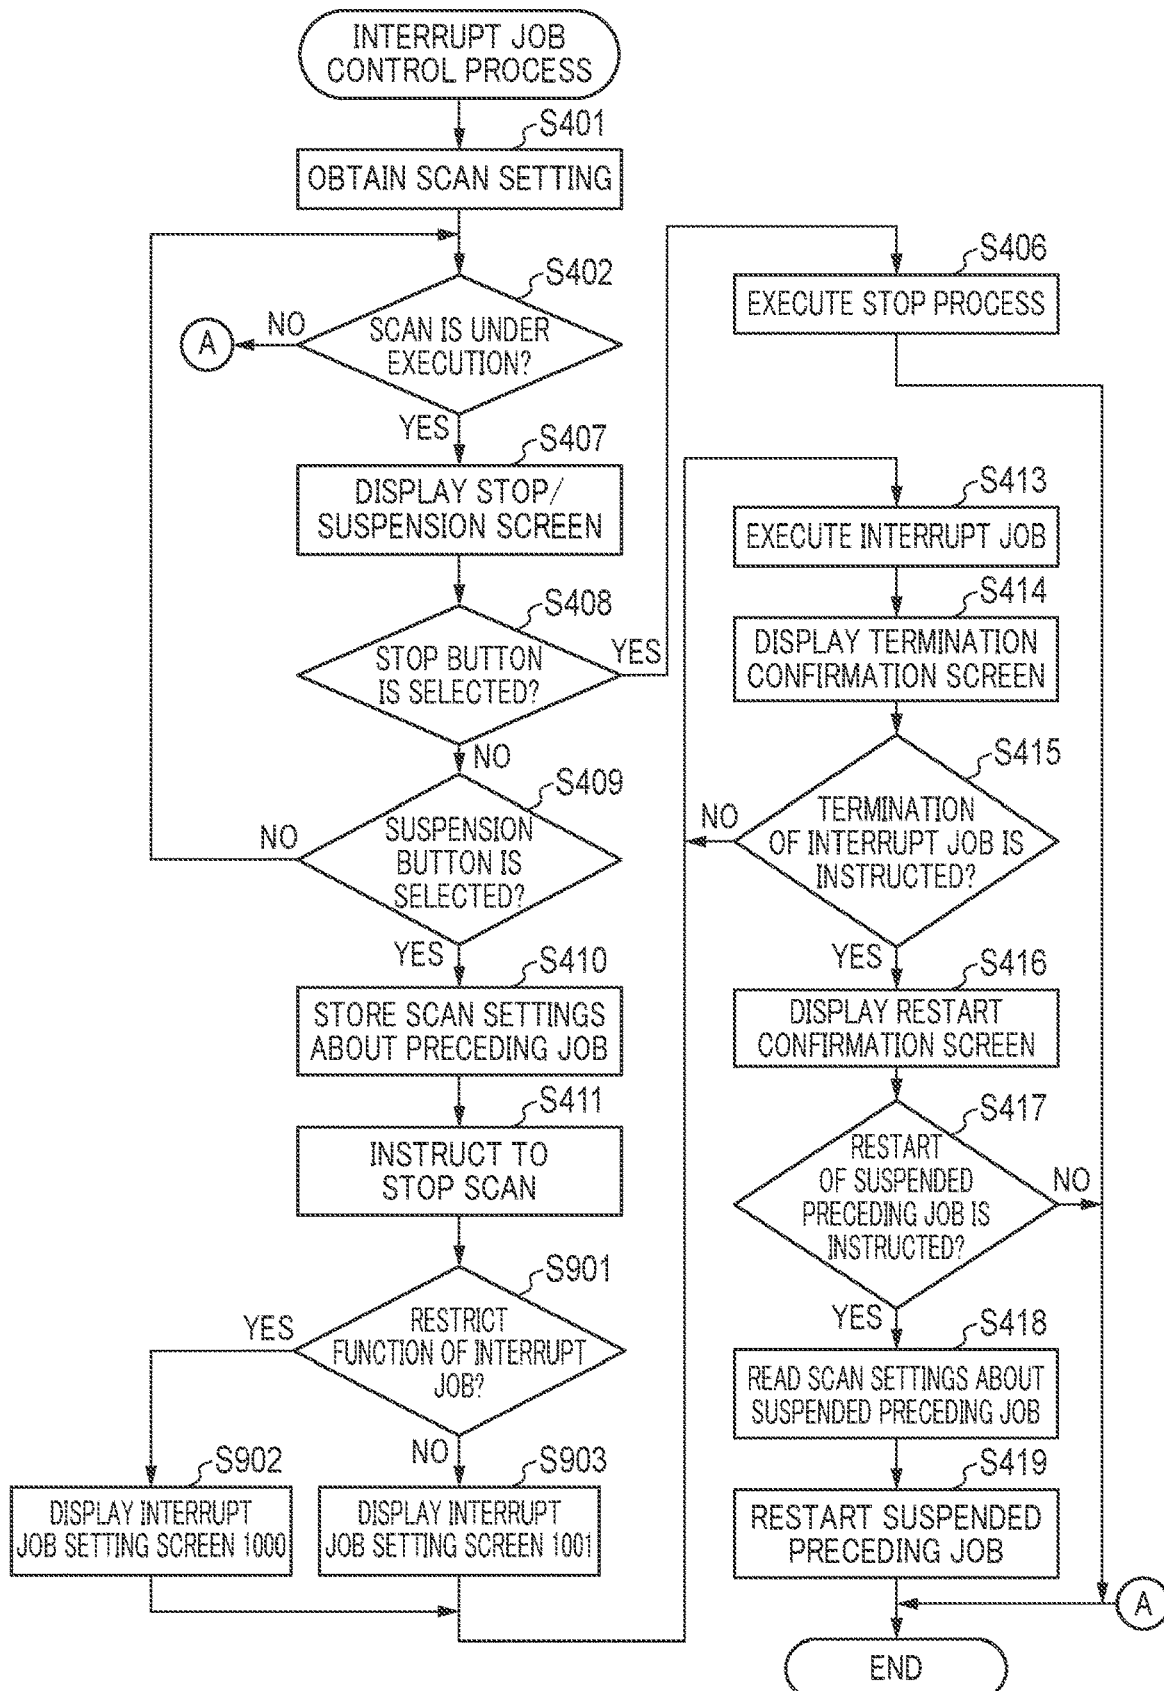 INTERRUPT JOB
CONTROL PROCESS
S401
OBTAIN SCAN SETTING
S402
SCAN IS UNDER
EXECUTION?
NO
A
YES
S407
DISPLAY STOP/
SUSPENSION SCREEN
S408
STOP BUTTON
IS SELECTED?
YES
NO
S409
SUSPENSION
BUTTON IS
SELECTED?
NO
YES
S410
STORE SCAN SETTINGS
ABOUT PRECEDING JOB
S411
INSTRUCT TO
STOP SCAN
S901
RESTRICT
FUNCTION OF INTERRUPT
JOB?
YES
NO
S902
DISPLAY INTERRUPT
JOB SETTING SCREEN 1000
S903
DISPLAY INTERRUPT
JOB SETTING SCREEN 1001
S406
EXECUTE STOP PROCESS
S413
EXECUTE INTERRUPT JOB
S414
DISPLAY TERMINATION
CONFIRMATION SCREEN
S415
TERMINATION
OF INTERRUPT JOB IS
INSTRUCTED?
NO
YES
S416
DISPLAY RESTART
CONFIRMATION SCREEN
S417
RESTART
OF SUSPENDED
PRECEDING JOB IS
INSTRUCTED?
NO
YES
S418
READ SCAN SETTINGS ABOUT
SUSPENDED PRECEDING JOB
S419
RESTART SUSPENDED
PRECEDING JOB
A
END